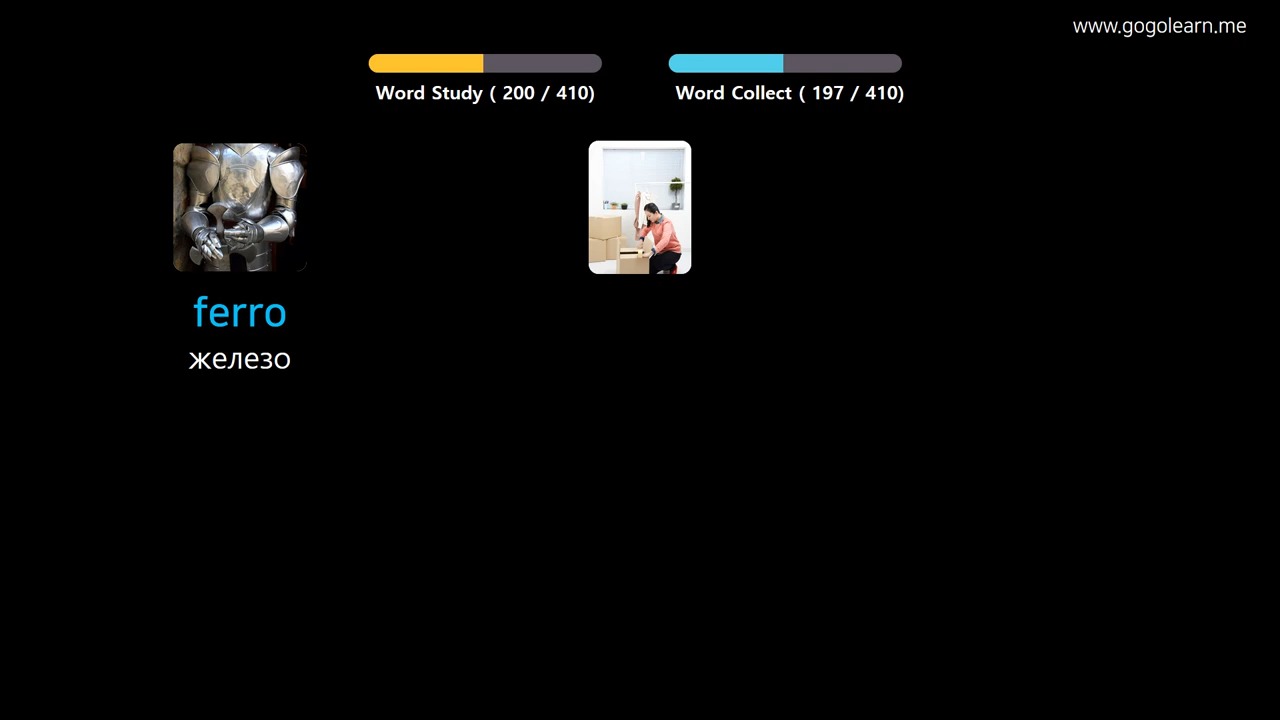 www.gogolearn.me
Word Study ( 200 / 410)
Word Collect ( 197 / 410)
ferro
железо